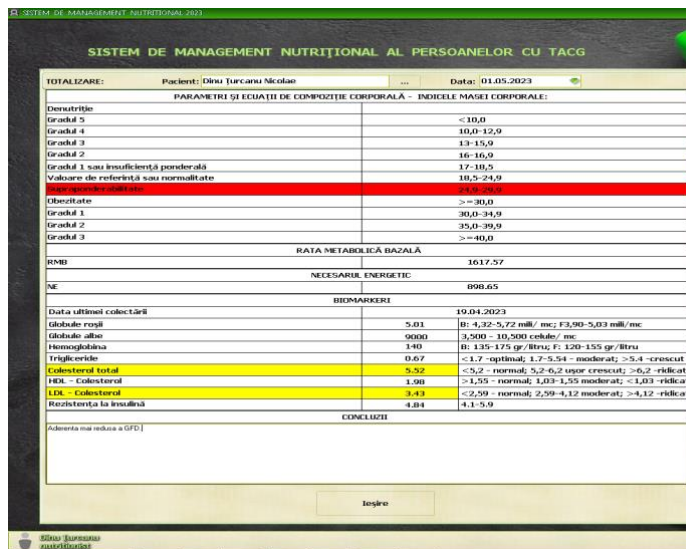 SISTEM DE MANAGEMENT NUTRITIONAL 2023
SISTEM DE MANAGEMENT NUTRIȚIONAL AL PERSOANELOR CU TACG
TOTALIZARE: Pacient: Dinu Țurcanu Nicolae ... Data: 01.05.2023
PARAMETRI ȘI ECUAȚII DE COMPOZIȚIE CORPORALĂ - INDICELE MASEI CORPORALE:
Denutriție
Gradul 5 <10,0
Gradul 4 10,0-12,9
Gradul 3 13-15,9
Gradul 2 16-16,9
Gradul 1 sau insuficiență ponderală 17-18,5
Valoare de referință sau normalitate 18,5-24,9
Supraponderabilitate 24,9-29,9
Obezitate >=30,0
Gradul 1 30,0-34,9
Gradul 2 35,0-39,9
Gradul 3 >=40,0
RATA METABOLICĂ BAZALĂ
RMB 1617.57
NECESARUL ENERGETIC
NE 898.65
BIOMARKERI
Data ultimei colectării 19.04.2023
Globule roșii 5.01 B: 4,32-5,72 mili/ mc; F3,90-5,03 mili/mc
Globule albe 9000 3,500 - 10,500 celule/ mc
Hemoglobina 140 B: 135-175 gr/litru; F: 120-155 gr/litru
Trigliceride 0.67 <1.7 -optimal; 1.7-5.54 - moderat; >5.4 -crescut
Colesterol total 5.52 <5,2 - normal; 5,2-6,2 ușor crescut; >6,2 -ridicat
HDL - Colesterol 1.98 >1,55 - normal; 1,03-1,55 moderat; <1,03 -ridica
LDL - Colesterol 3.43 <2,59 - normal; 2,59-4,12 moderat; >4,12 -ridica
Rezistența la insulină 4.84 4.1-5.9
CONCLUZII
Aderenta mai redusa a GFD.
Ieșire
Dinu Țurcanu
nutriționist